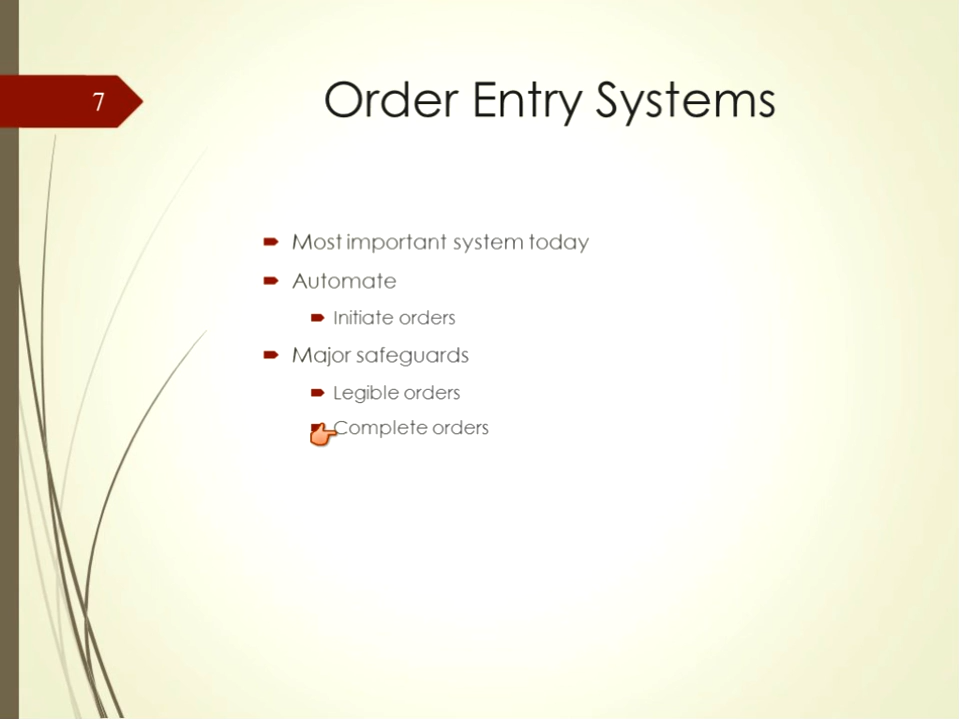 7
Order Entry Systems
Most important system today
Automate
Initiate orders
Major safeguards
Legible orders
Complete orders